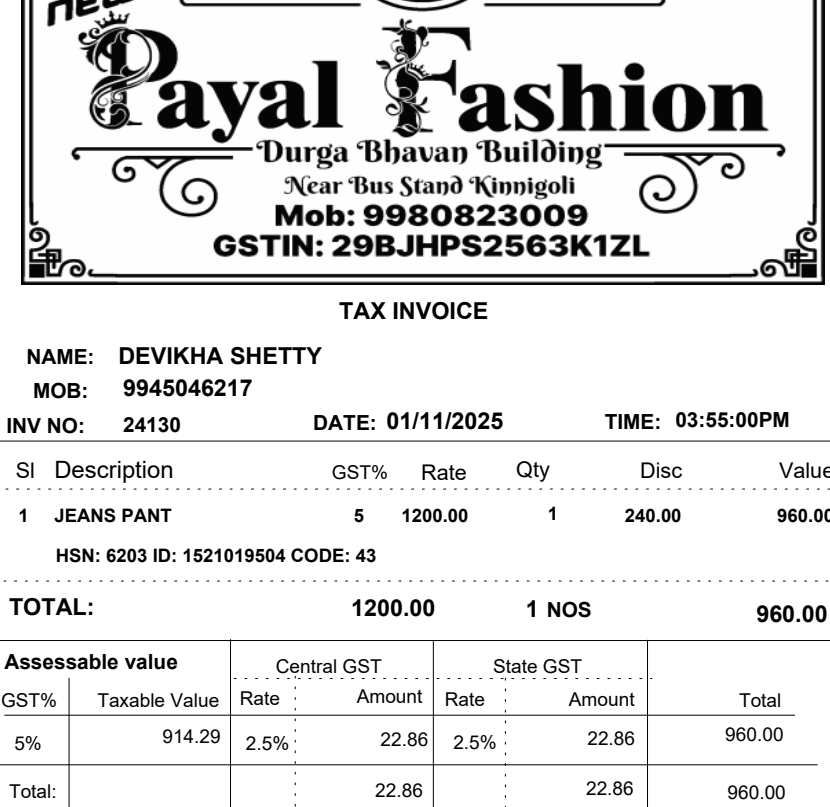 new
Payal Fashion
Durga Bhavan Building
Near Bus Stand Kinnigoli
Mob: 9980823009
GSTIN: 29BJHPS2563K1ZL
TAX INVOICE
NAME: DEVIKHA SHETTY
MOB: 9945046217
INV NO: 24130 DATE: 01/11/2025 TIME: 03:55:00PM
Sl Description GST% Rate Qty Disc Value
1 JEANS PANT 5 1200.00 1 240.00 960.00
HSN: 6203 ID: 1521019504 CODE: 43
TOTAL: 1200.00 1 NOS 960.00
Assessable value Central GST State GST
GST% Taxable Value Rate Amount Rate Amount Total
5% 914.29 2.5% 22.86 2.5% 22.86 960.00
Total: 22.86 22.86 960.00